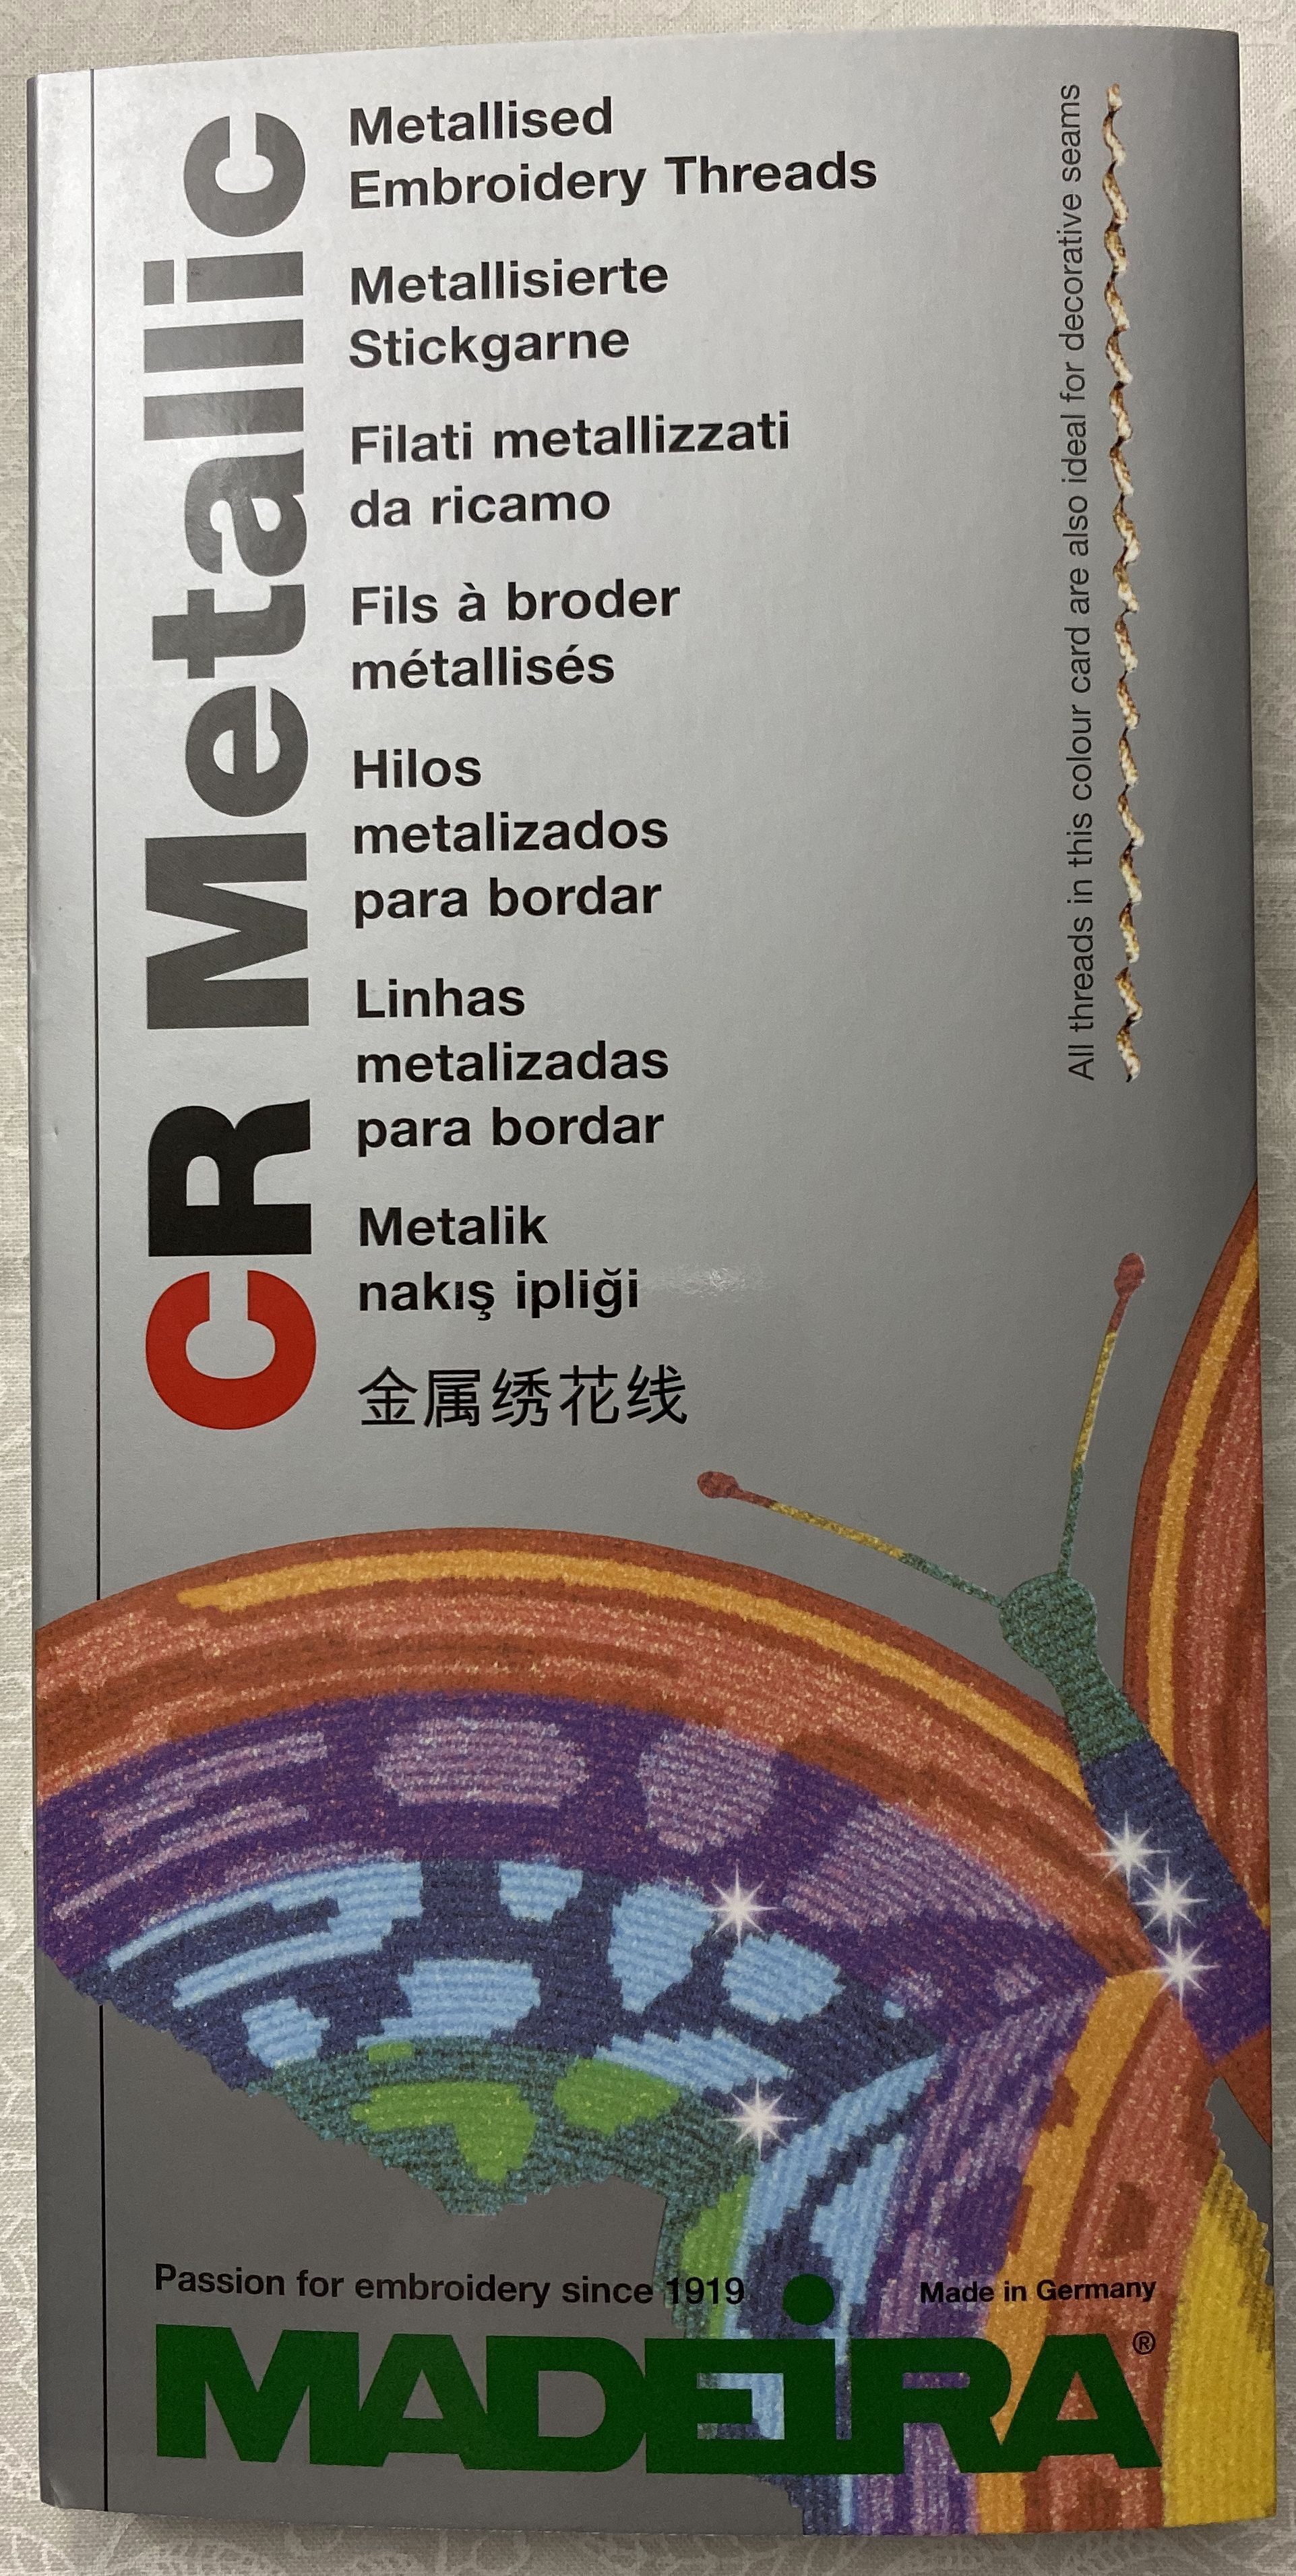 CR Metallic
Metallised
Embroidery Threads
Metallisierte
Stickgarne
Filati metallizzati
da ricamo
Fils à broder
métallisés
Hilos
metalizados
para bordar
Linhas
metalizadas
para bordar
Metalik
nakış ipliği
金属绣花线
All threads in this colour card are also ideal for decorative seams
Passion for embroidery since 1919
Made in Germany
MADEiRA®